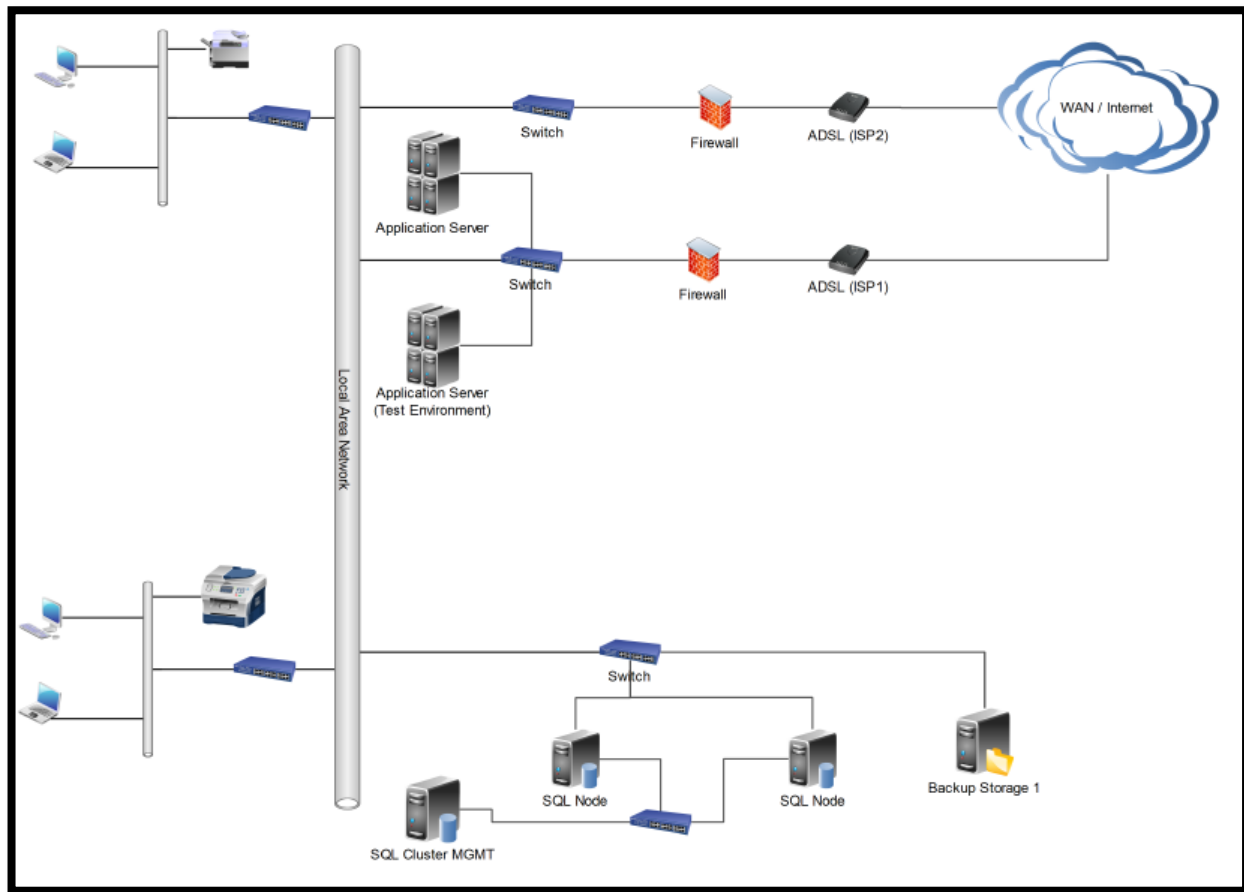 WAN / Internet
Switch
Firewall
ADSL (ISP2)
Application Server
Switch
Firewall
ADSL (ISP1)
Application Server
(Test Environment)
Local Area Network
Switch
SQL Node
SQL Node
Backup Storage 1
SQL Cluster MGMT